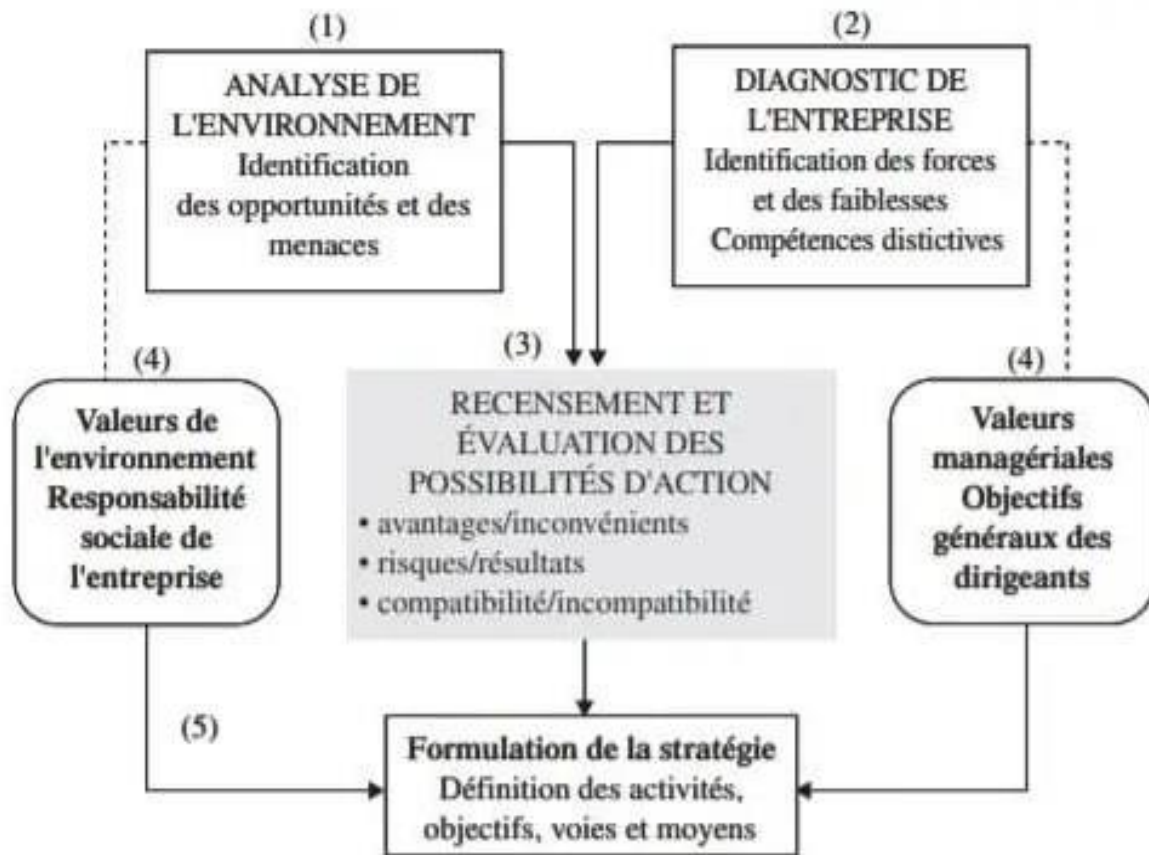 (1)
ANALYSE DE
L'ENVIRONNEMENT
Identification
des opportunités et des
menaces
(2)
DIAGNOSTIC DE
L'ENTREPRISE
Identification des forces
et des faiblesses
Compétences distictives
(3)
RECENSEMENT ET
ÉVALUATION DES
POSSIBILITÉS D'ACTION
• avantages/inconvénients
• risques/résultats
• compatibilité/incompatibilité
(4)
Valeurs de
l'environnement
Responsabilité
sociale de
l'entreprise
(4)
Valeurs
managériales
Objectifs
généraux des
dirigeants
(5)
Formulation de la stratégie
Définition des activités,
objectifs, voies et moyens